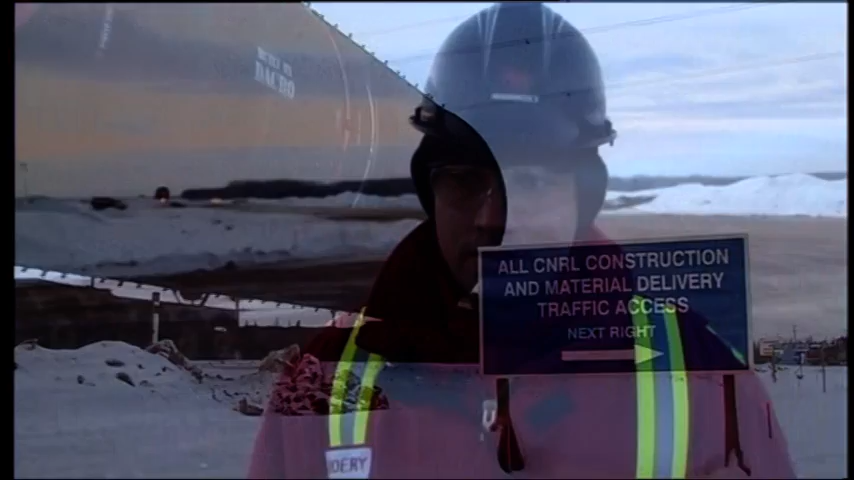 ALL CNRL CONSTRUCTION
AND MATERIAL DELIVERY
TRAFFIC ACCESS
NEXT RIGHT